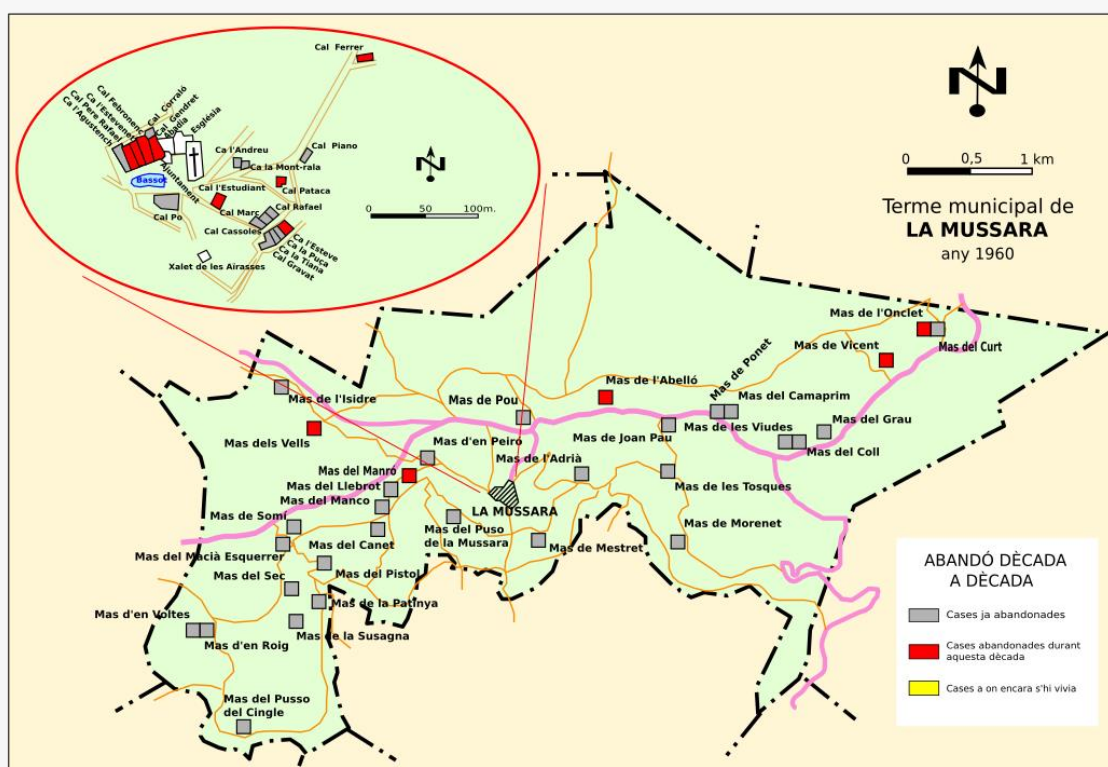 Cal Ferrer
Cal Corraló
Cal Gendret
Abadia
Església
Cal Febronenc
Ca l'Estevenet
Cal Pere Rafael
Ca l'Agustench
Ajuntament
Bassot
Cal Po
Ca l'Andreu
Ca la Mont-rala
Cal Piano
Cal l'Estudiant
Cal Pataca
Cal Marc
Cal Rafael
Cal Cassoles
Ca l'Esteve
Ca la Puça
Ca la Tiana
Cal Gravat
Xalet de les Aïrasses
N
0 50 100m.
N
0 0,5 1 km
Terme municipal de
LA MUSSARA
any 1960
Mas de l'Onclet
Mas del Curt
Mas de Vicent
Mas de Ponet
Mas de l'Abelló
Mas del Camaprim
Mas de l'Isidre
Mas de Pou
Mas del Grau
Mas de les Viudes
Mas de Joan Pau
Mas dels Vells
Mas d'en Peiró
Mas del Coll
Mas de l'Adrià
Mas del Manró
Mas del Llebrot
Mas de les Tosques
Mas del Manco
LA MUSSARA
Mas de Somí
Mas de Morenet
Mas del Puso
de la Mussara
Mas del Canet
Mas de Mestret
Mas del Macià Esquerrer
Mas del Pistol
Mas del Sec
Mas de la Patinya
Mas d'en Voltes
Mas de la Susagna
Mas d'en Roig
Mas del Pusso
del Cingle
ABANDÓ DÈCADA
A DÈCADA
Cases ja abandonades
Cases abandonades durant
aquesta dècada
Cases a on encara s'hi vivia